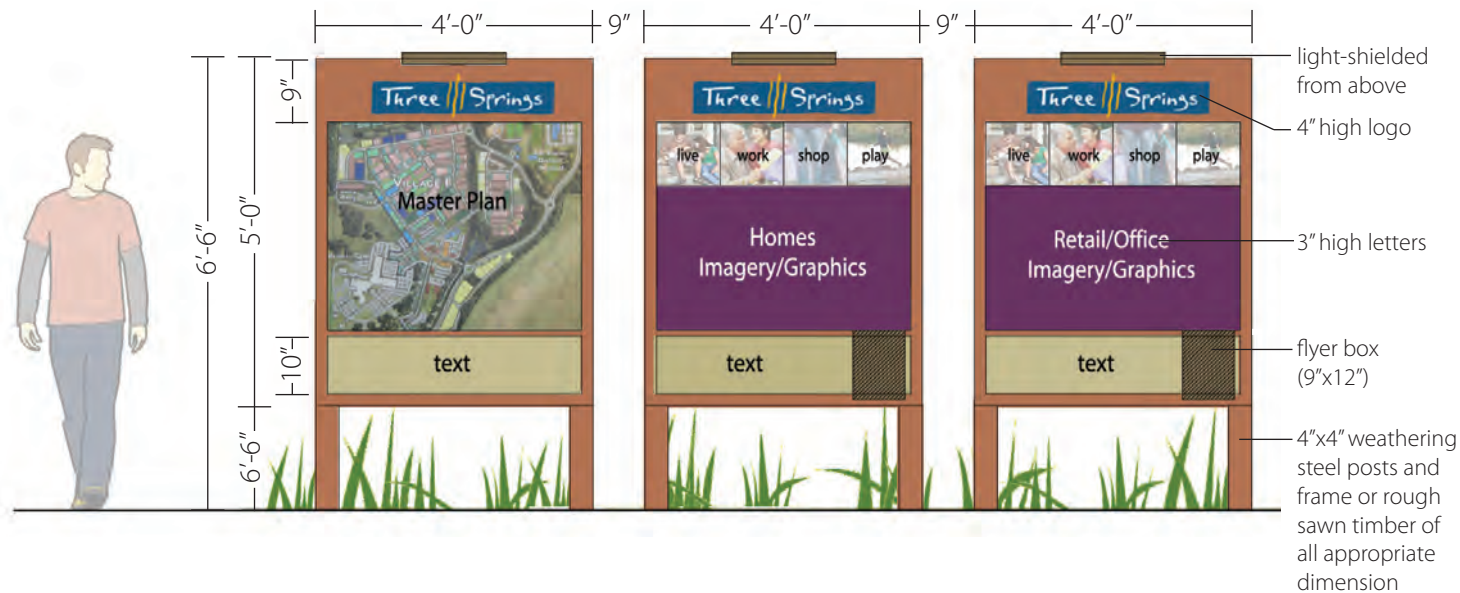 4'-0" 9" 4'-0" 9" 4'-0"
6'-6"
5'-0"
9"
10"
6'-6"
Three Springs
VILLAGE
Master Plan
text
Three Springs
live work shop play
Homes
Imagery/Graphics
text
Three Springs
live work shop play
Retail/Office
Imagery/Graphics
text
light-shielded
from above
4" high logo
3" high letters
flyer box
(9"x12")
4"x4" weathering
steel posts and
frame or rough
sawn timber of
all appropriate
dimension